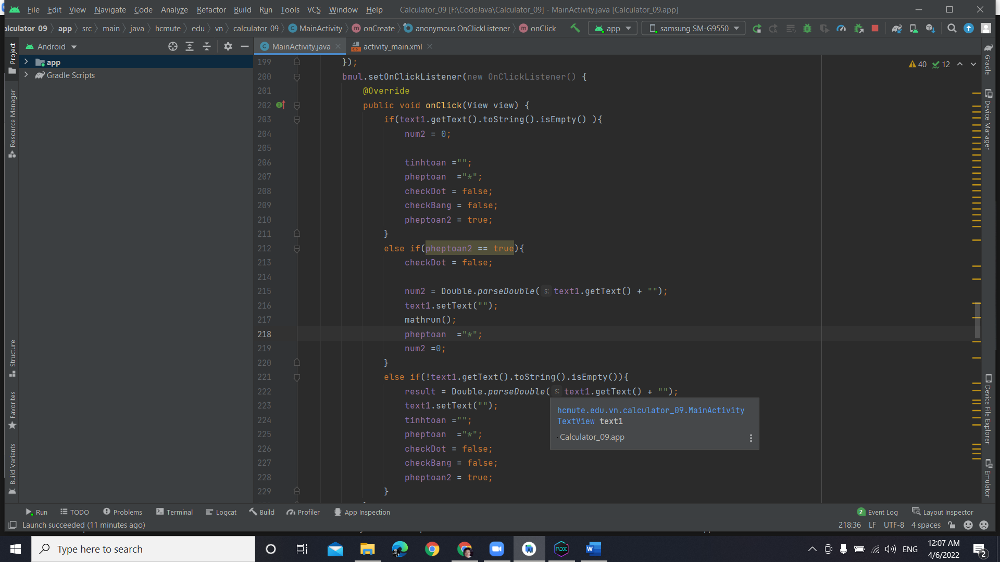 File Edit View Navigate Code Analyze Refactor Build Run Tools VCS Window Help Calculator_09 [F:\CodeJava\Calculator_09] - MainActivity.java [Calculator_09.app]
alculator_09 app src main java hcmute edu vn calculator_09 MainActivity onCreate anonymous OnClickListener onClick app samsung SM-G9550
Android MainActivity.java activity_main.xml
Project
Resource Manager
Structure
Favorites
Build Variants
app
Gradle Scripts
40 12
199 });
200 bmul.setOnClickListener(new OnClickListener() {
201 @Override
202 public void onClick(View view) {
203 if(text1.getText().toString().isEmpty() ){
204 num2 = 0;
205
206 tinhtoan ="";
207 pheptoan  ="*";
208 checkDot = false;
209 checkBang = false;
210 pheptoan2 = true;
211 }
212 else if(pheptoan2 == true){
213 checkDot = false;
214
215 num2 = Double.parseDouble( s: text1.getText() + "");
216 text1.setText("");
217 mathrun();
218 pheptoan  ="*";
219 num2 =0;
220 }
221 else if(!text1.getText().toString().isEmpty()){
222 result = Double.parseDouble( s: text1.getText() + "");
223 text1.setText("");
224 tinhtoan ="";
225 pheptoan  ="*";
226 checkDot = false;
227 checkBang = false;
228 pheptoan2 = true;
229 }
hcmute.edu.vn.calculator_09.MainActivity
TextView text1
Calculator_09.app
Gradle
Device Manager
Device File Explorer
Emulator
Run TODO Problems Terminal Logcat Build Profiler App Inspection 2 Event Log Layout Inspector
Launch succeeded (11 minutes ago) 218:36 LF UTF-8 4 spaces
Type here to search
ENG
12:07 AM
4/6/2022
2